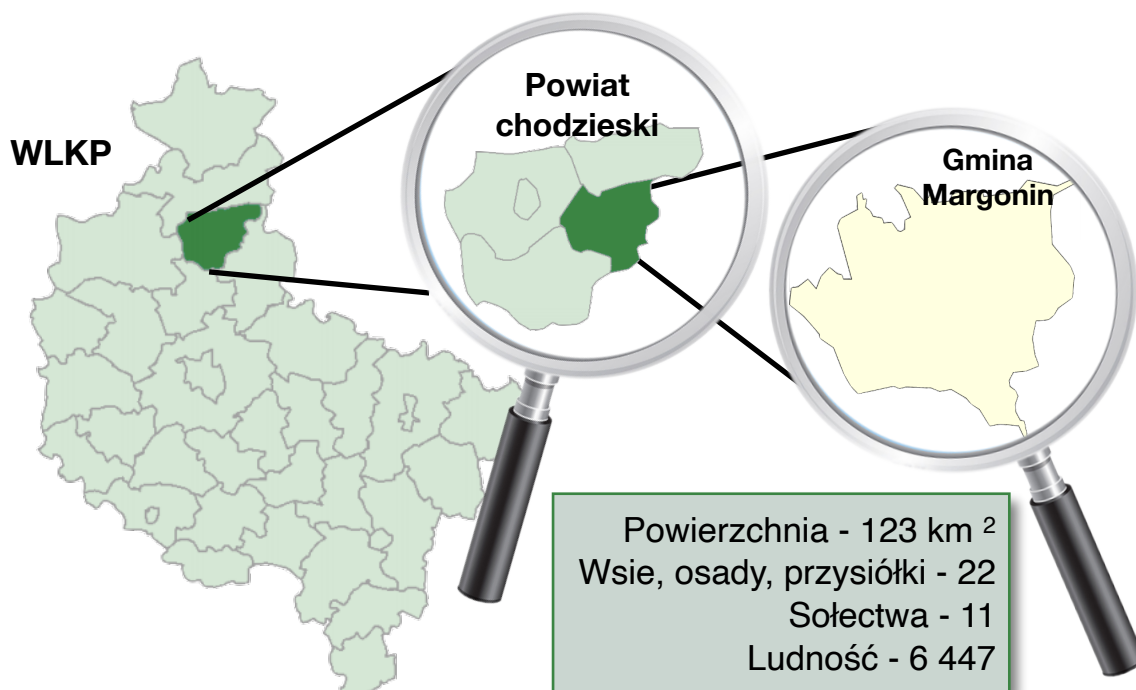 WLKP
Powiat
chodzieski
Gmina
Margonin
Powierzchnia - 123 km ²
Wsie, osady, przysiółki - 22
Sołectwa - 11
Ludność - 6 447